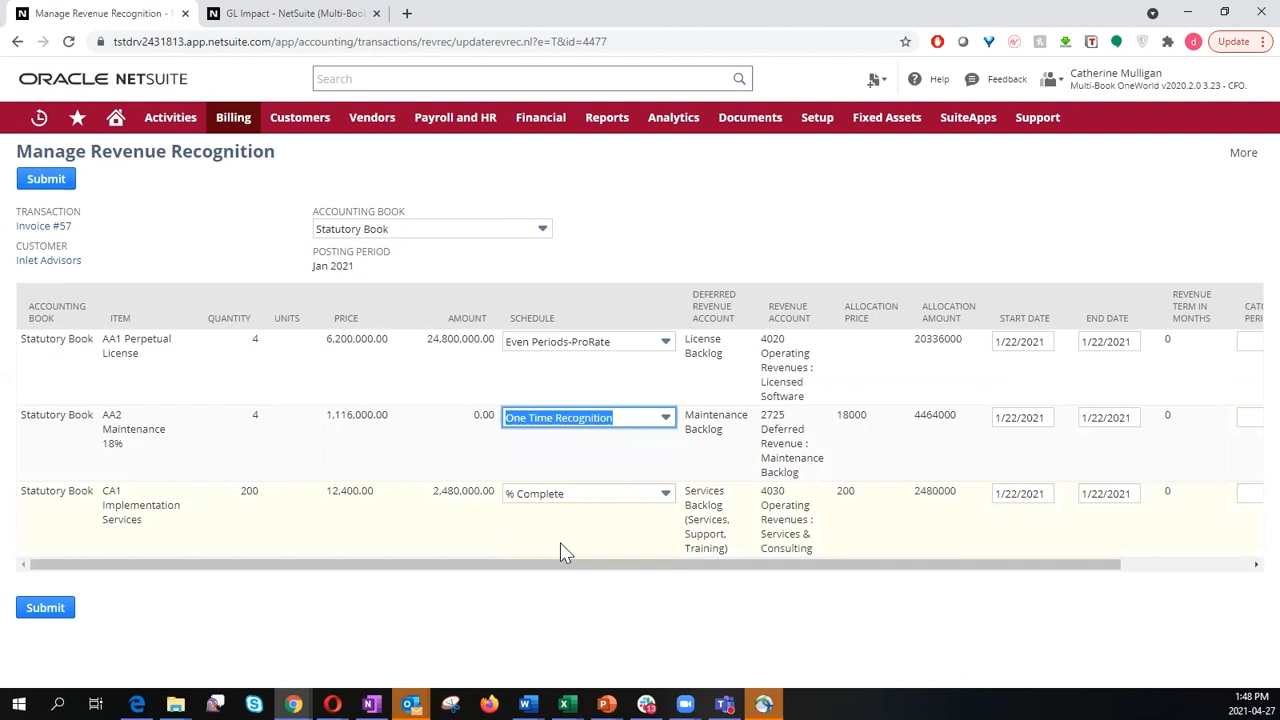 Manage Revenue Recognition -
GL Impact - NetSuite (Multi-Boo
tstdrv2431813.app.netsuite.com/app/accounting/transactions/revrec/updaterevrec.nl?e=T&id=4477
Update
ORACLE NETSUITE
Search
Help
Feedback
Catherine Mulligan
Multi-Book OneWorld v2020.2.0 3.23 - CFO.
Activities Billing Customers Vendors Payroll and HR Financial Reports Analytics Documents Setup Fixed Assets SuiteApps Support
Manage Revenue Recognition
More
Submit
TRANSACTION
Invoice #57
CUSTOMER
Inlet Advisors
ACCOUNTING BOOK
Statutory Book
POSTING PERIOD
Jan 2021
ACCOUNTING BOOK ITEM QUANTITY UNITS PRICE AMOUNT SCHEDULE DEFERRED REVENUE ACCOUNT REVENUE ACCOUNT ALLOCATION PRICE ALLOCATION AMOUNT START DATE END DATE REVENUE TERM IN MONTHS CATC PERI
Statutory Book AA1 Perpetual License 4 6,200,000.00 24,800,000.00 Even Periods-ProRate License Backlog 4020 Operating Revenues : Licensed Software 20336000 1/22/2021 1/22/2021 0
Statutory Book AA2 Maintenance 18% 4 1,116,000.00 0.00 One Time Recognition Maintenance Backlog 2725 Deferred Revenue : Maintenance Backlog 18000 4464000 1/22/2021 1/22/2021 0
Statutory Book CA1 Implementation Services 200 12,400.00 2,480,000.00 % Complete Services Backlog (Services, Support, Training) 4030 Operating Revenues : Services & Consulting 200 2480000 1/22/2021 1/22/2021 0
Submit
1:48 PM
2021-04-27